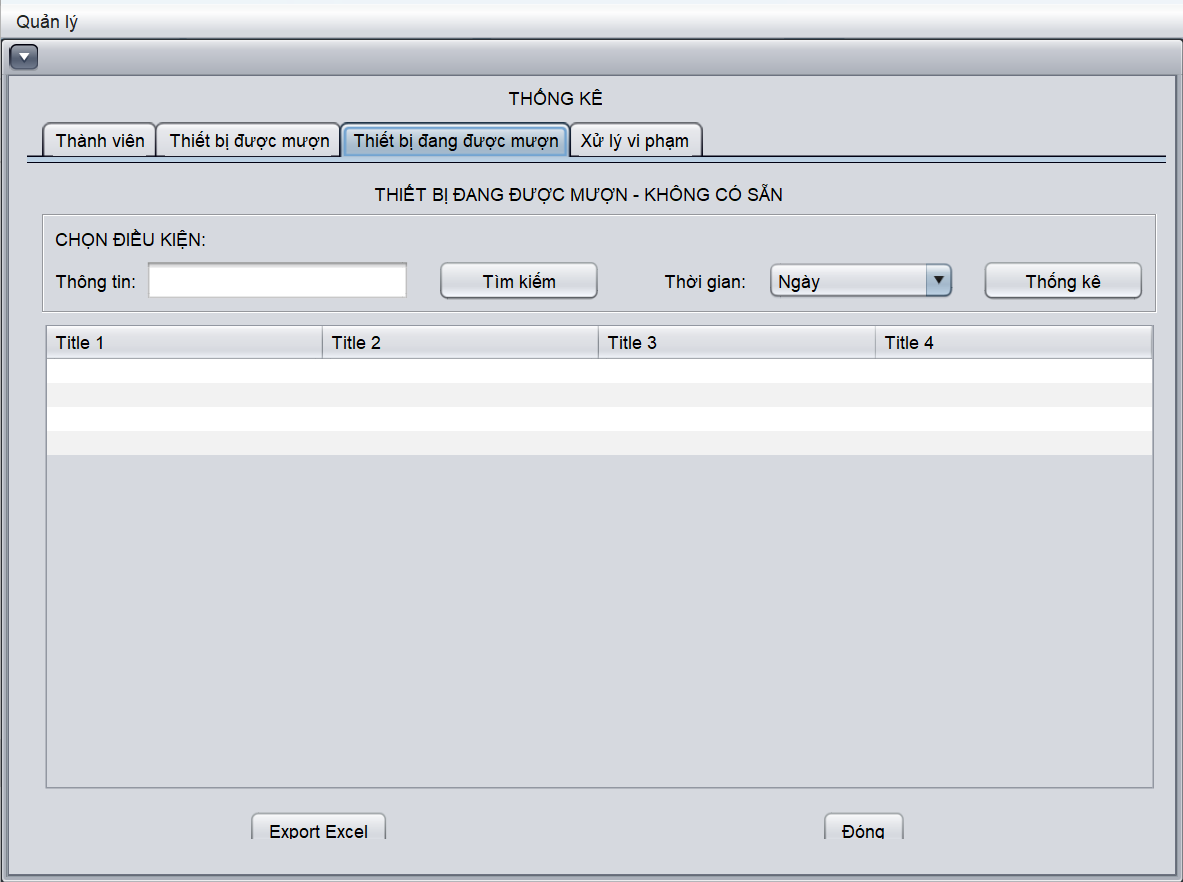 Quản lý
THỐNG KÊ
Thành viên Thiết bị được mượn Thiết bị đang được mượn Xử lý vi phạm
THIẾT BỊ ĐANG ĐƯỢC MƯỢN - KHÔNG CÓ SẴN
CHỌN ĐIỀU KIỆN:
Thông tin: Tìm kiếm Thời gian: Ngày Thống kê
Title 1 Title 2 Title 3 Title 4
Export Excel Đóng